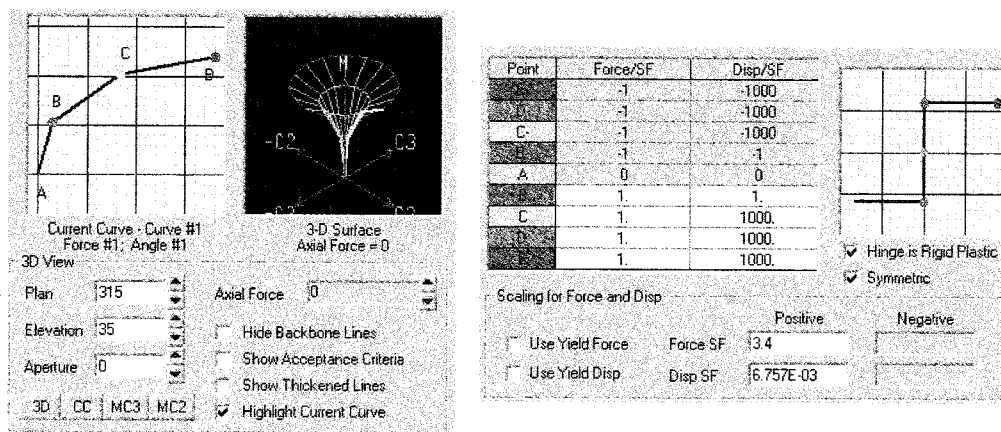 C
B
D
A
Current Curve - Curve #1
Force #1; Angle #1
M
-C2
C3
3-D Surface
Axial Force = 0
3D View
Plan 315
Elevation 35
Aperture 0
3D CC MC3 MC2
Axial Force 0
Hide Backbone Lines
Show Acceptance Criteria
Show Thickened Lines
Highlight Current Curve
Point Force/SF Disp/SF
-1 -1000
D- -1 -1000
C- -1 -1000
B- -1 -1
A 0 0
B 1. 1.
C 1. 1000.
D 1. 1000.
E 1. 1000.
Hinge is Rigid Plastic
Symmetric
Scaling for Force and Disp
Positive Negative
Use Yield Force Force SF 3.4
Use Yield Disp Disp SF 6.757E-03